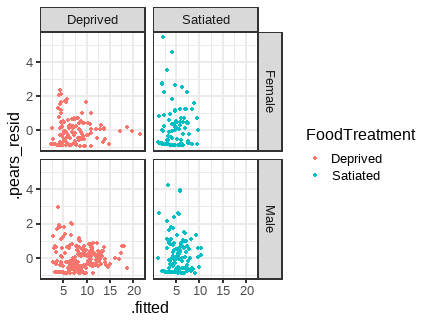 Deprived
Satiated
Female
Male
.pears_resid
4
2
0
4
2
0
5 10 15 20 5 10 15 20
.fitted
FoodTreatment
Deprived
Satiated